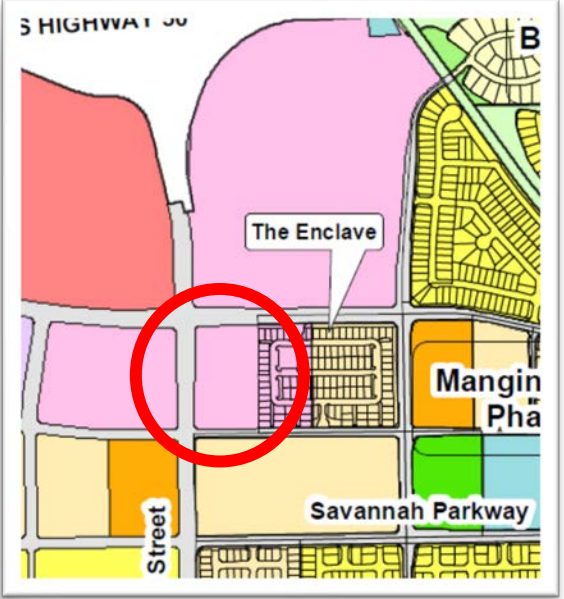 S HIGHWAY 50
B
The Enclave
Mangin
Pha
Savannah Parkway
Street